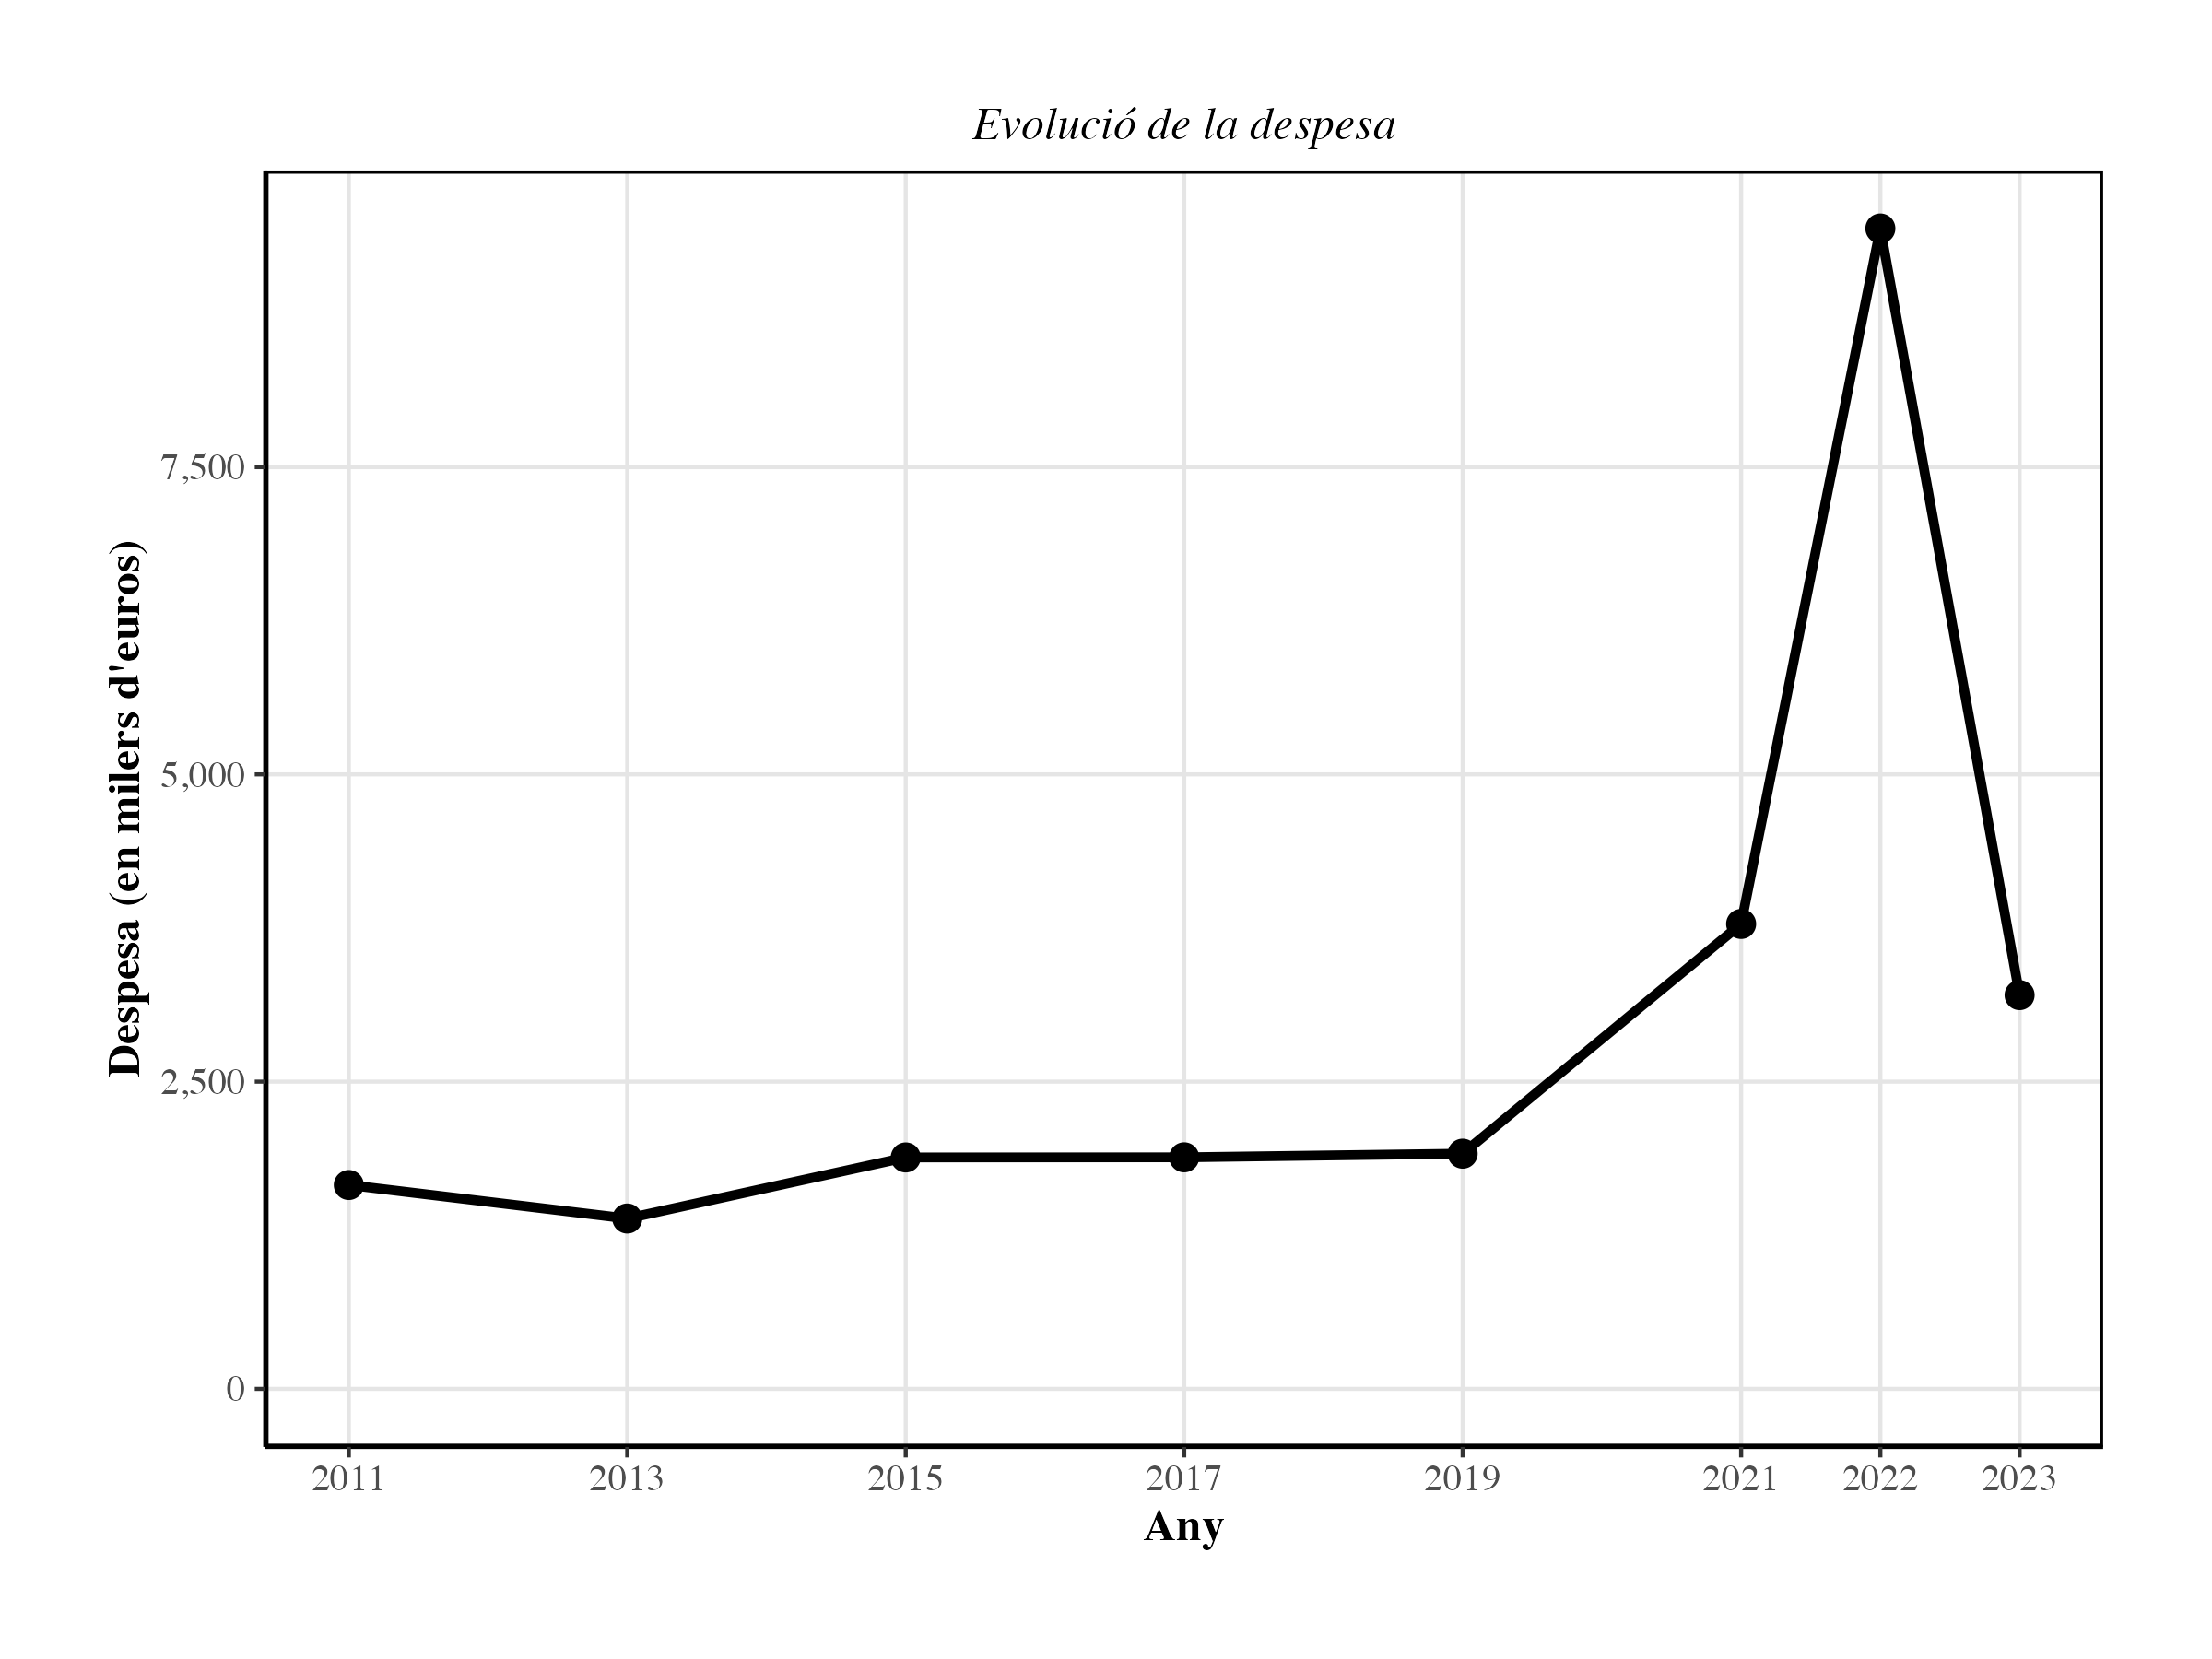 Evolució de la despesa
Despesa (en milers d'euros)
7,500
5,000
2,500
0
2011 2013 2015 2017 2019 2021 2022 2023
Any